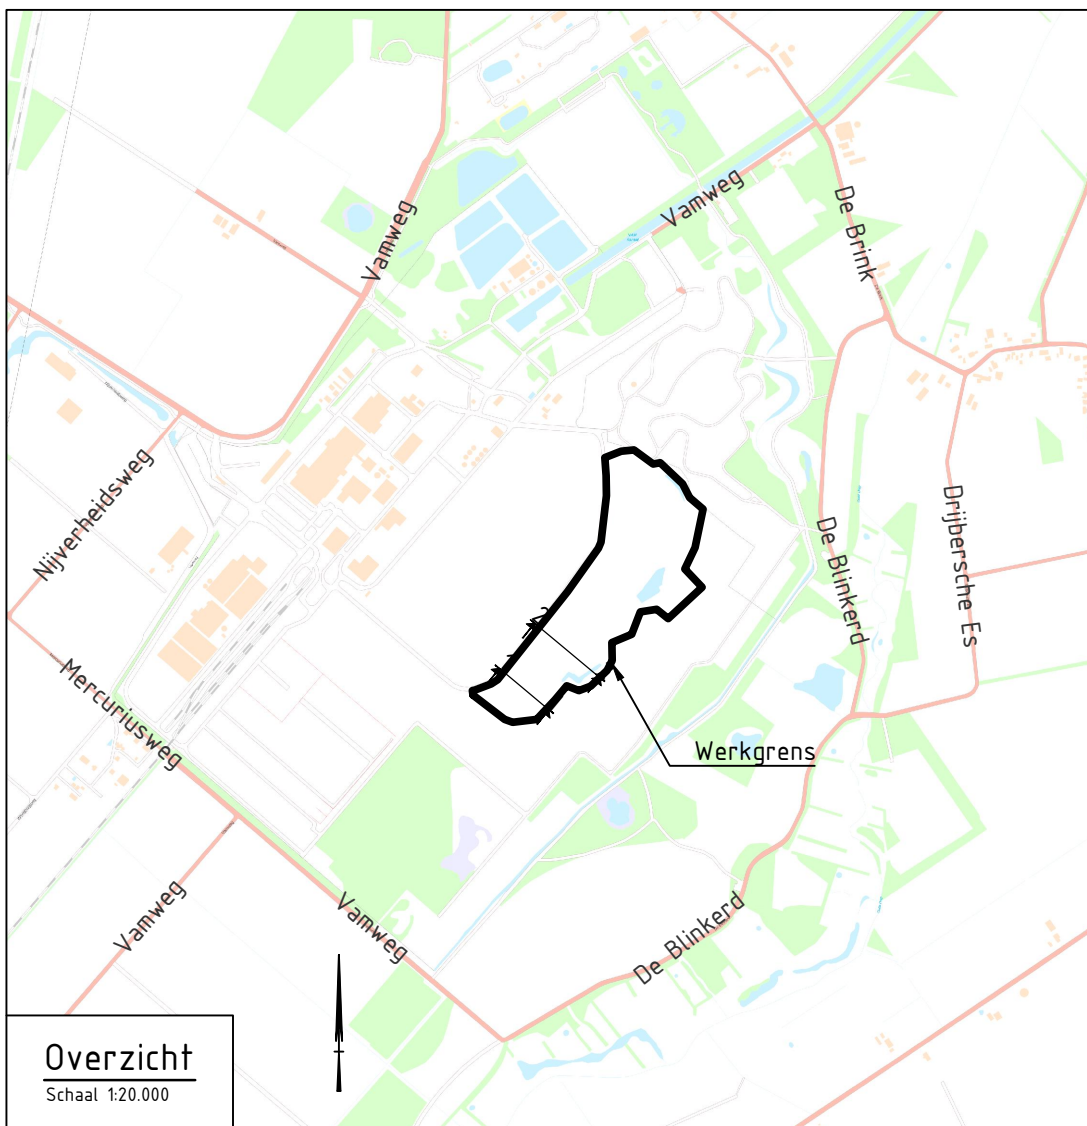 Vamweg
Vamweg
De Brink
Nijverheidsweg
De Blinkerd
Drijbersche Es
Mercuriusweg
Werkgrens
Vamweg
Vamweg
De Blinkerd
Overzicht
Schaal 1:20.000